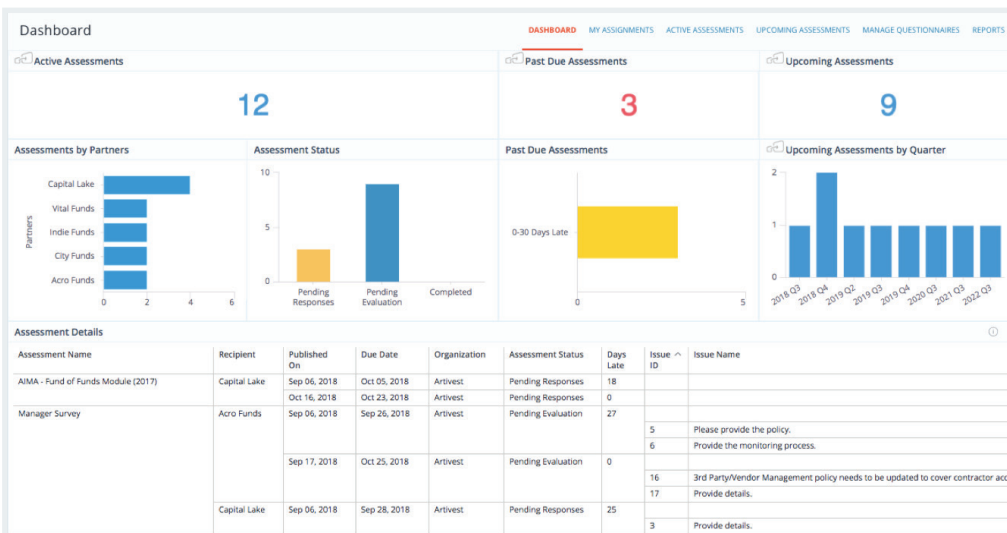 Dashboard
DASHBOARD MY ASSIGNMENTS ACTIVE ASSESSMENTS UPCOMING ASSESSMENTS MANAGE QUESTIONNAIRES REPORTS
Active Assessments
12
Past Due Assessments
3
Upcoming Assessments
9
Assessments by Partners
Partners
Capital Lake
Vital Funds
Indie Funds
City Funds
Acro Funds
0 2 4 6
Assessment Status
10
5
0
Pending Responses
Pending Evaluation
Completed
Past Due Assessments
0-30 Days Late
0 5
Upcoming Assessments by Quarter
2
1
0
2018 Q3 2018 Q4 2019 Q2 2019 Q3 2019 Q4 2020 Q3 2021 Q3 2022 Q3
Assessment Details
Assessment Name Recipient Published On Due Date Organization Assessment Status Days Late Issue ID Issue Name
AIMA - Fund of Funds Module (2017) Capital Lake Sep 06, 2018 Oct 05, 2018 Artivest Pending Responses 18
Oct 16, 2018 Oct 23, 2018 Artivest Pending Responses 0
Manager Survey Acro Funds Sep 06, 2018 Sep 26, 2018 Artivest Pending Evaluation 27
5 Please provide the policy.
6 Provide the monitoring process.
Sep 17, 2018 Oct 25, 2018 Artivest Pending Evaluation 0
16 3rd Party/Vendor Management policy needs to be updated to cover contractor acc
17 Provide details.
Capital Lake Sep 06, 2018 Sep 28, 2018 Artivest Pending Responses 25
3 Provide details.